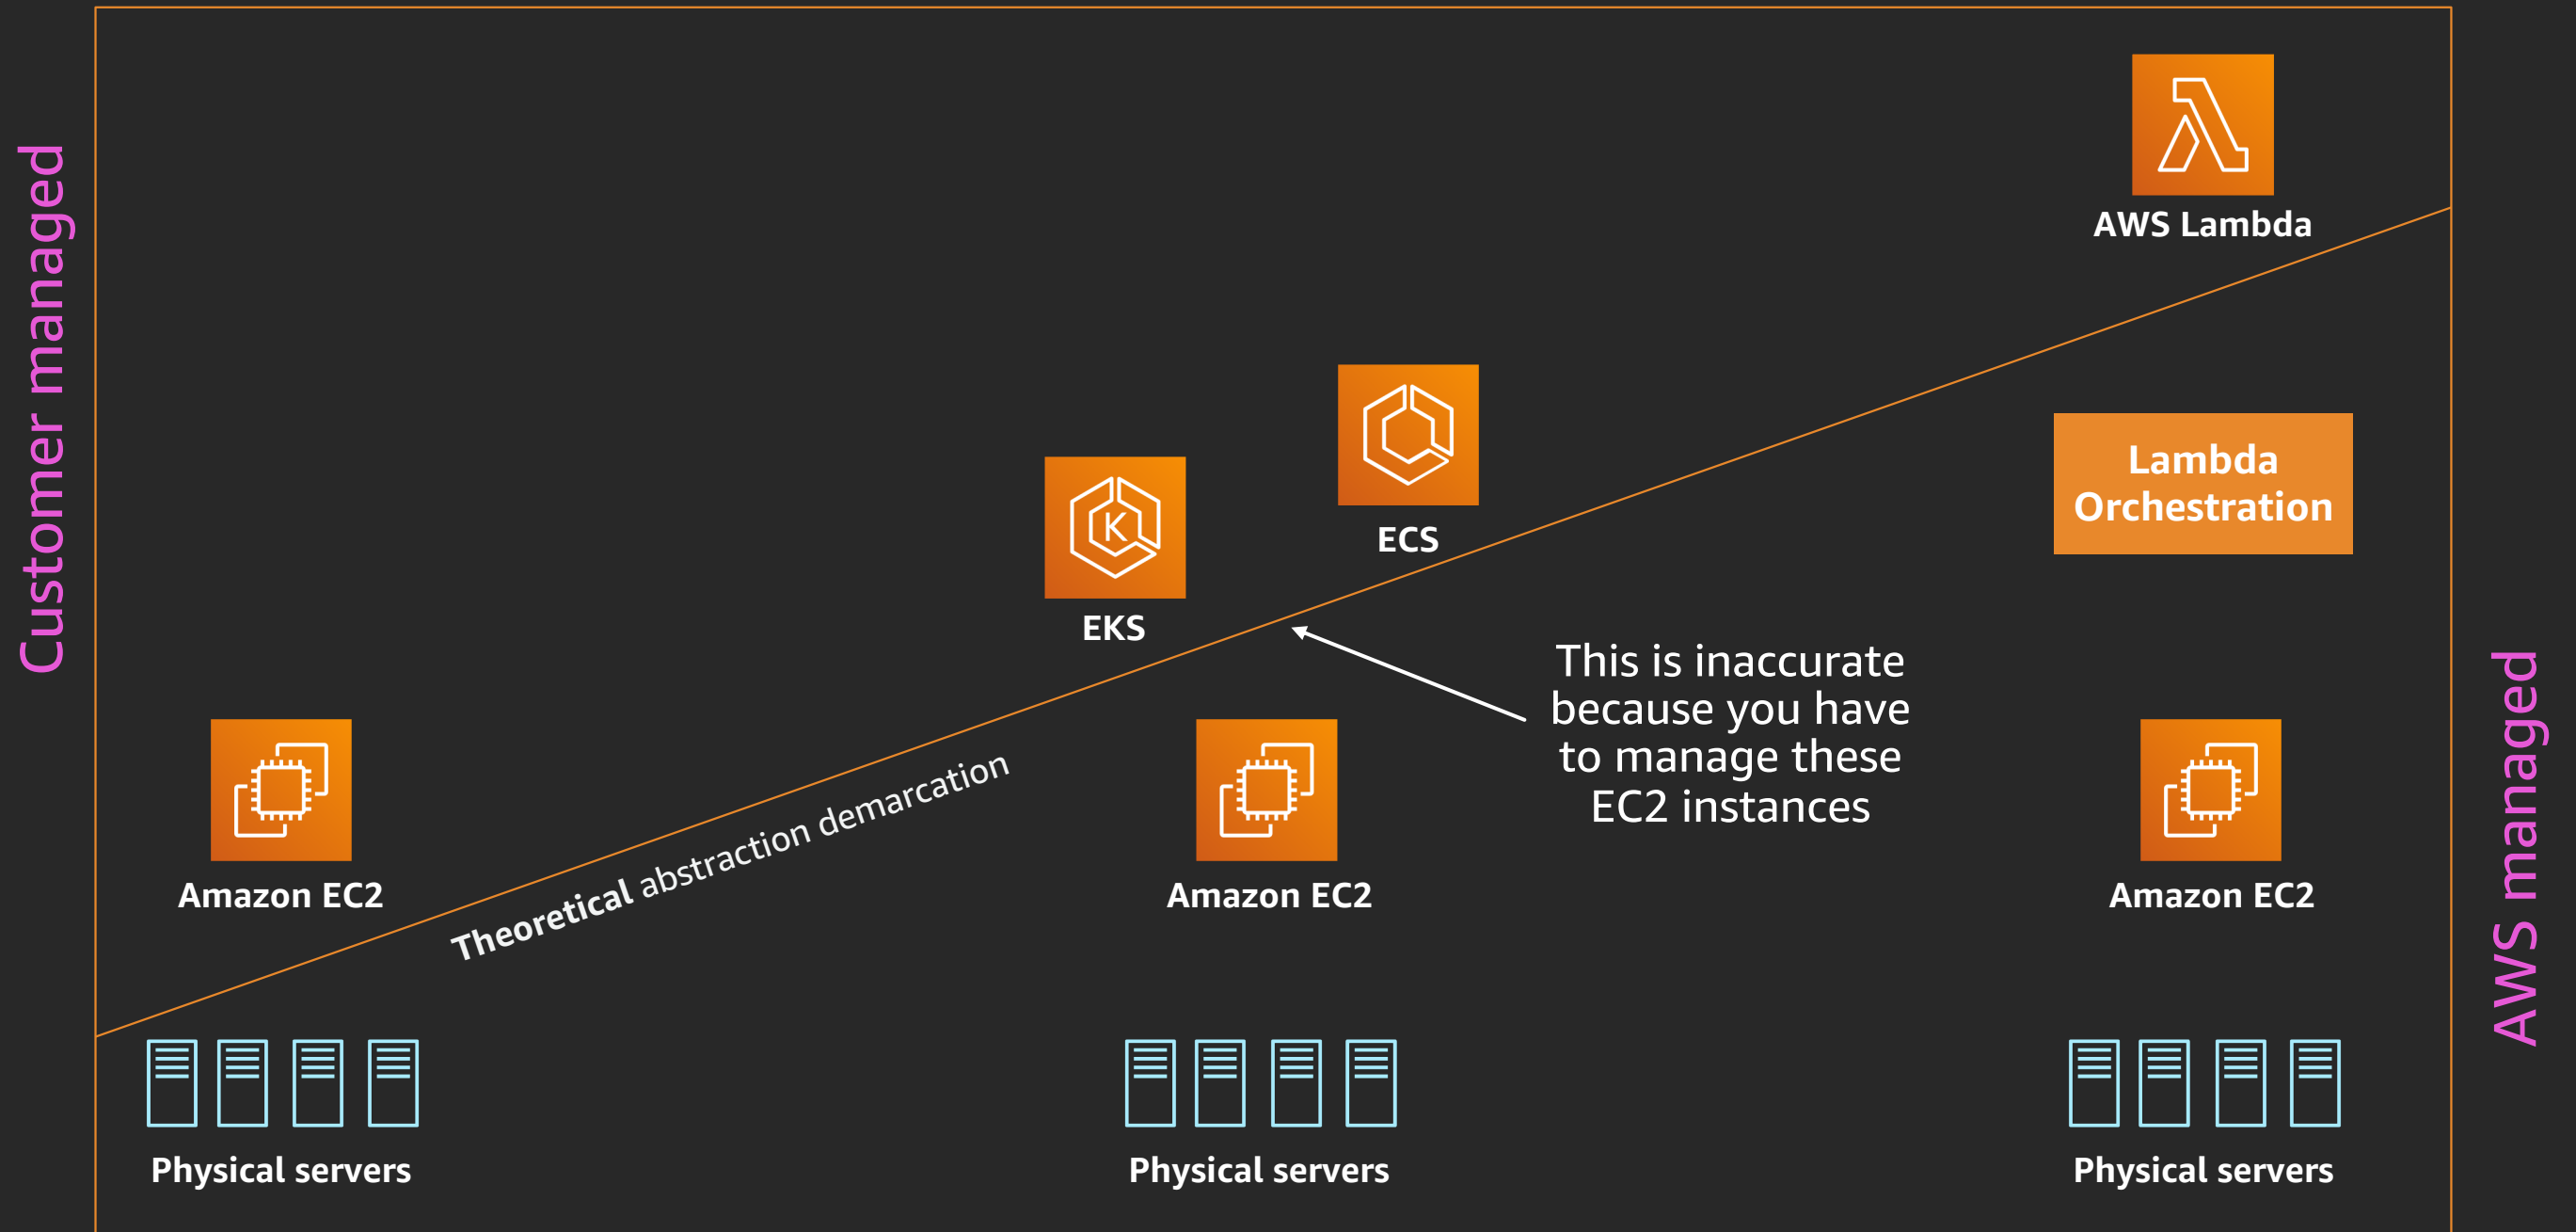 Customer managed
AWS Lambda
Lambda
Orchestration
K
ECS
EKS
This is inaccurate
because you have
to manage these
EC2 instances
AWS managed
Theoretical abstraction demarcation
Amazon EC2
Amazon EC2
Amazon EC2
Physical servers
Physical servers
Physical servers